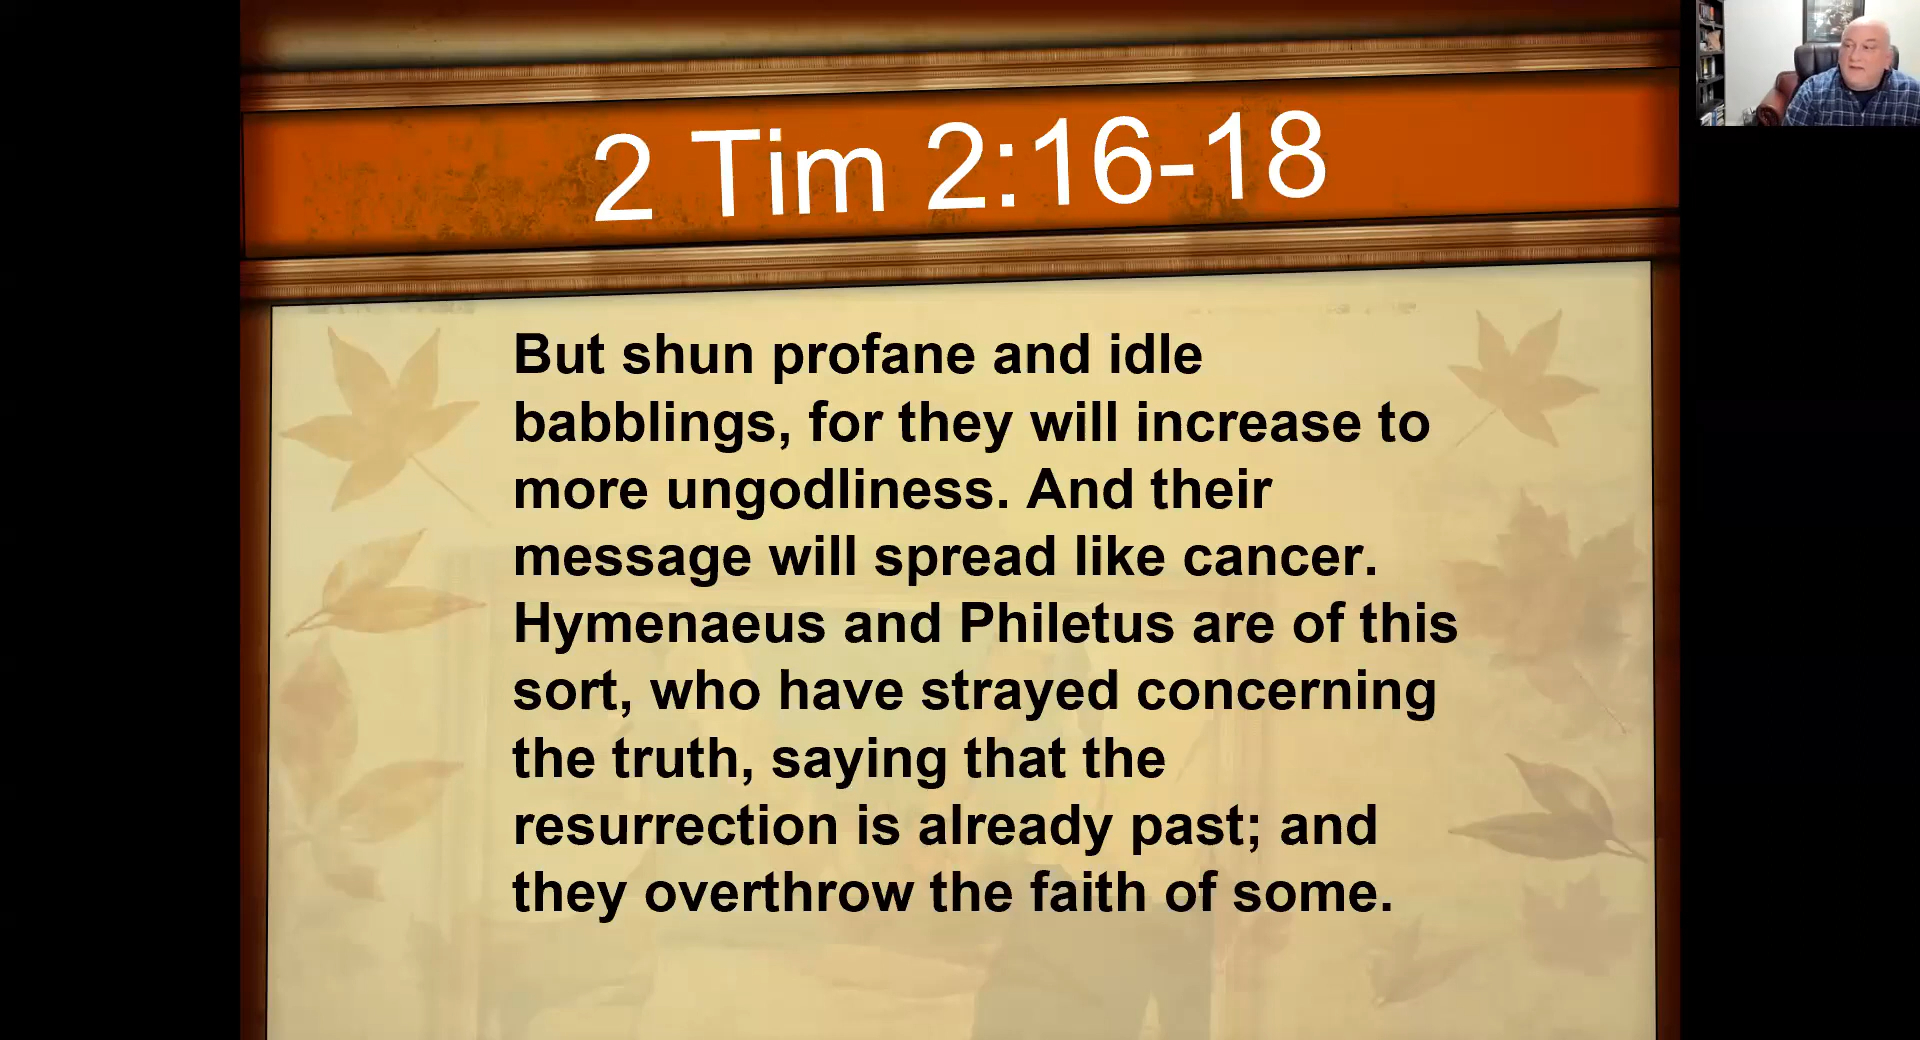 2 Tim 2:16-18
But shun profane and idle
babblings, for they will increase to
more ungodliness. And their
message will spread like cancer.
Hymenaeus and Philetus are of this
sort, who have strayed concerning
the truth, saying that the
resurrection is already past; and
they overthrow the faith of some.